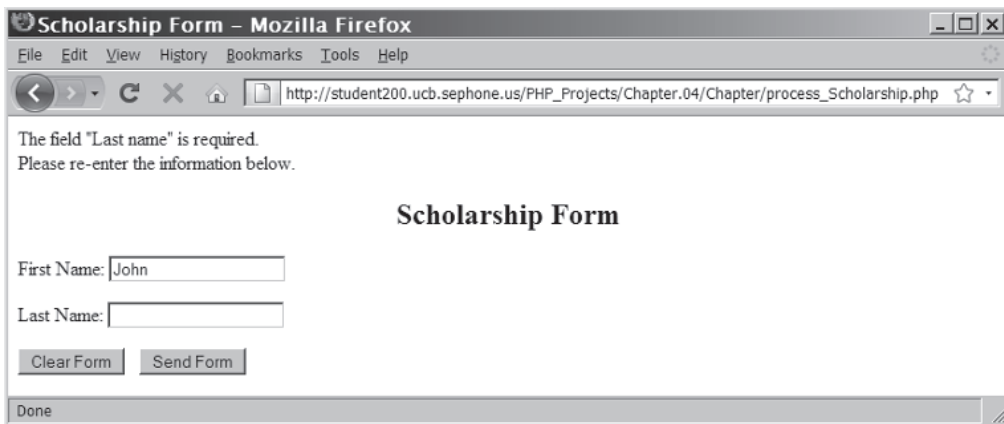 Scholarship Form – Mozilla Firefox
File Edit View History Bookmarks Tools Help
http://student200.ucb.sephone.us/PHP_Projects/Chapter.04/Chapter/process_Scholarship.php
The field "Last name" is required.
Please re-enter the information below.
Scholarship Form
First Name: John
Last Name:
Clear Form Send Form
Done